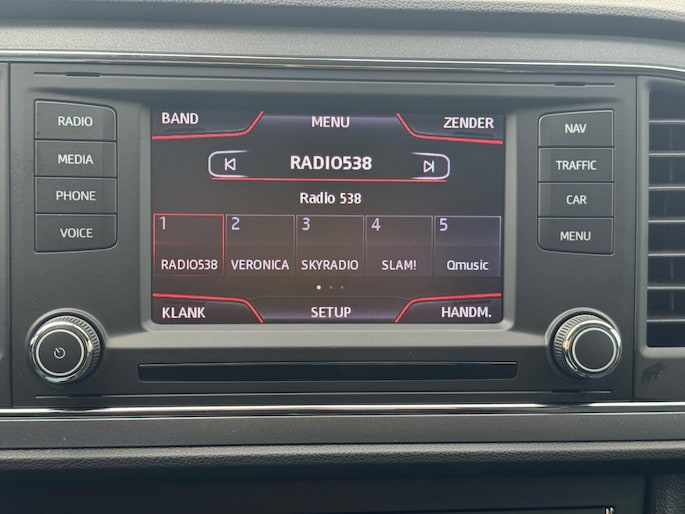 BAND MENU ZENDER
RADIO NAV
RADIO538
MEDIA TRAFFIC
PHONE Radio 538 CAR
1 2 3 4 5
VOICE MENU
RADIO538 VERONICA SKYRADIO SLAM! Qmusic
KLANK SETUP HANDM.